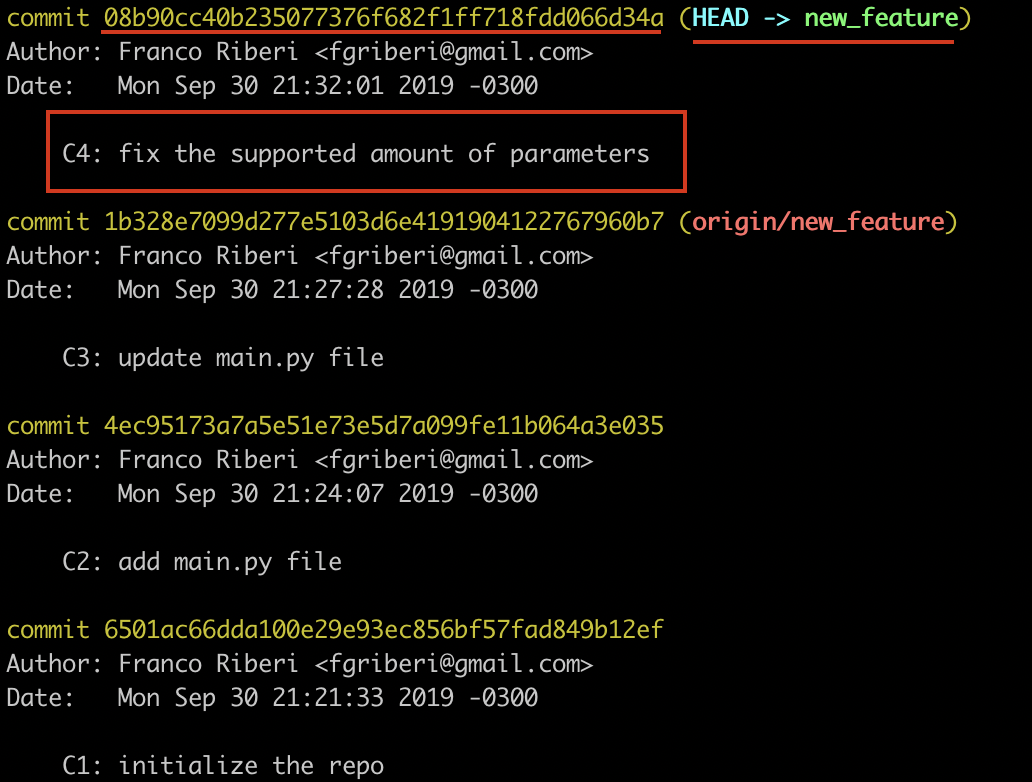 commit 08b90cc40b235077376f682f1ff718fdd066d34a (HEAD -> new_feature)
Author: Franco Riberi <fgriberi@gmail.com>
Date:   Mon Sep 30 21:32:01 2019 -0300
C4: fix the supported amount of parameters
commit 1b328e7099d277e5103d6e4191904122767960b7 (origin/new_feature)
Author: Franco Riberi <fgriberi@gmail.com>
Date:   Mon Sep 30 21:27:28 2019 -0300
C3: update main.py file
commit 4ec95173a7a5e51e73e5d7a099fe11b064a3e035
Author: Franco Riberi <fgriberi@gmail.com>
Date:   Mon Sep 30 21:24:07 2019 -0300
C2: add main.py file
commit 6501ac66dda100e29e93ec856bf57fad849b12ef
Author: Franco Riberi <fgriberi@gmail.com>
Date:   Mon Sep 30 21:21:33 2019 -0300
C1: initialize the repo